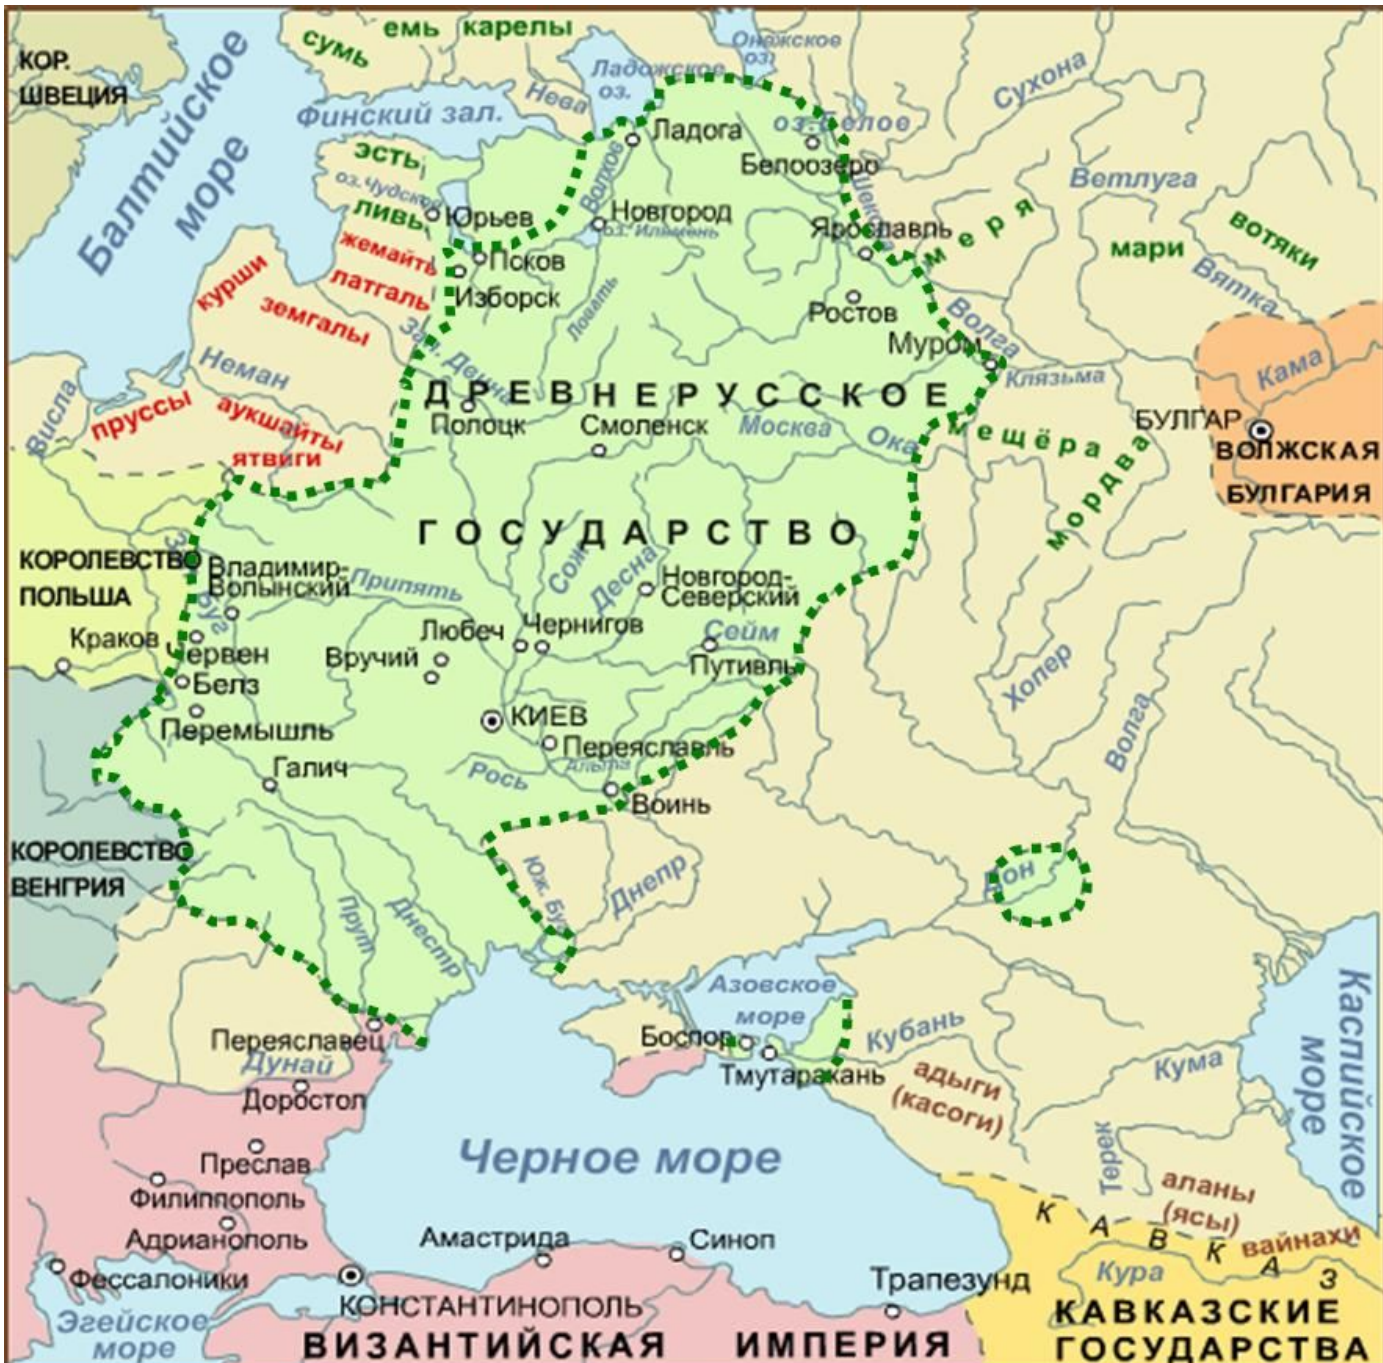 емь карелы
сумь
Онежское
оз.
КОР.
ШВЕЦИЯ
Ладожское
оз.
Сухона
Балтийское
море
Нева
Финский зал.
Ладога
оз.Белое
Белоозеро
эсть
оз.Чудское
Волхов
Ветлуга
ливь
Юрьев
Новгород
оз. Ильмень
Ярославль
меря
мари
вотяки
жемайть
Псков
курши
латгаль
Изборск
Вятка
земгалы
Ловать
Ростов
Волга
зап. Двина
Муром
Неман
Клязьма
Кама
Висла
ДРЕВНЕРУССКОЕ
пруссы
аукшайты
Полоцк
Смоленск
Москва
Ока
мещёра
БУЛГАР
ятвиги
ВОЛЖСКАЯ
БУЛГАРИЯ
мордва
ГОСУДАРСТВО
КОРОЛЕВСТВО
ПОЛЬША
Владимир-
Волынский
Припять
Сож
Десна
Новгород-
Северский
Краков
Червен
Любеч
Чернигов
Сейм
Вручий
Путивль
Белз
Хопер
Перемышль
КИЕВ
Волга
Переяславль
Галич
Рось
Альта
Воинь
КОРОЛЕВСТВО
ВЕНГРИЯ
Юж. Буг
Днепр
Дон
Прут
Днестр
Азовское
море
Каспийское
море
Переяславец
Боспор
Кубань
Дунай
Тмутаракань
адыги
(касоги)
Кума
Доростол
Преслав
Черное море
Терек
аланы
(ясы)
Филиппополь
Адрианополь
Амастрида
Синоп
КАВКАЗ
вайнахи
Фессалоники
Кура
Трапезунд
КОНСТАНТИНОПОЛЬ
Эгейское
море
ВИЗАНТИЙСКАЯ ИМПЕРИЯ
КАВКАЗСКИЕ
ГОСУДАРСТВА